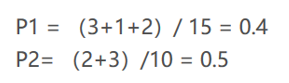 P1 = (3+1+2) / 15 = 0.4
P2= (2+3) /10 = 0.5